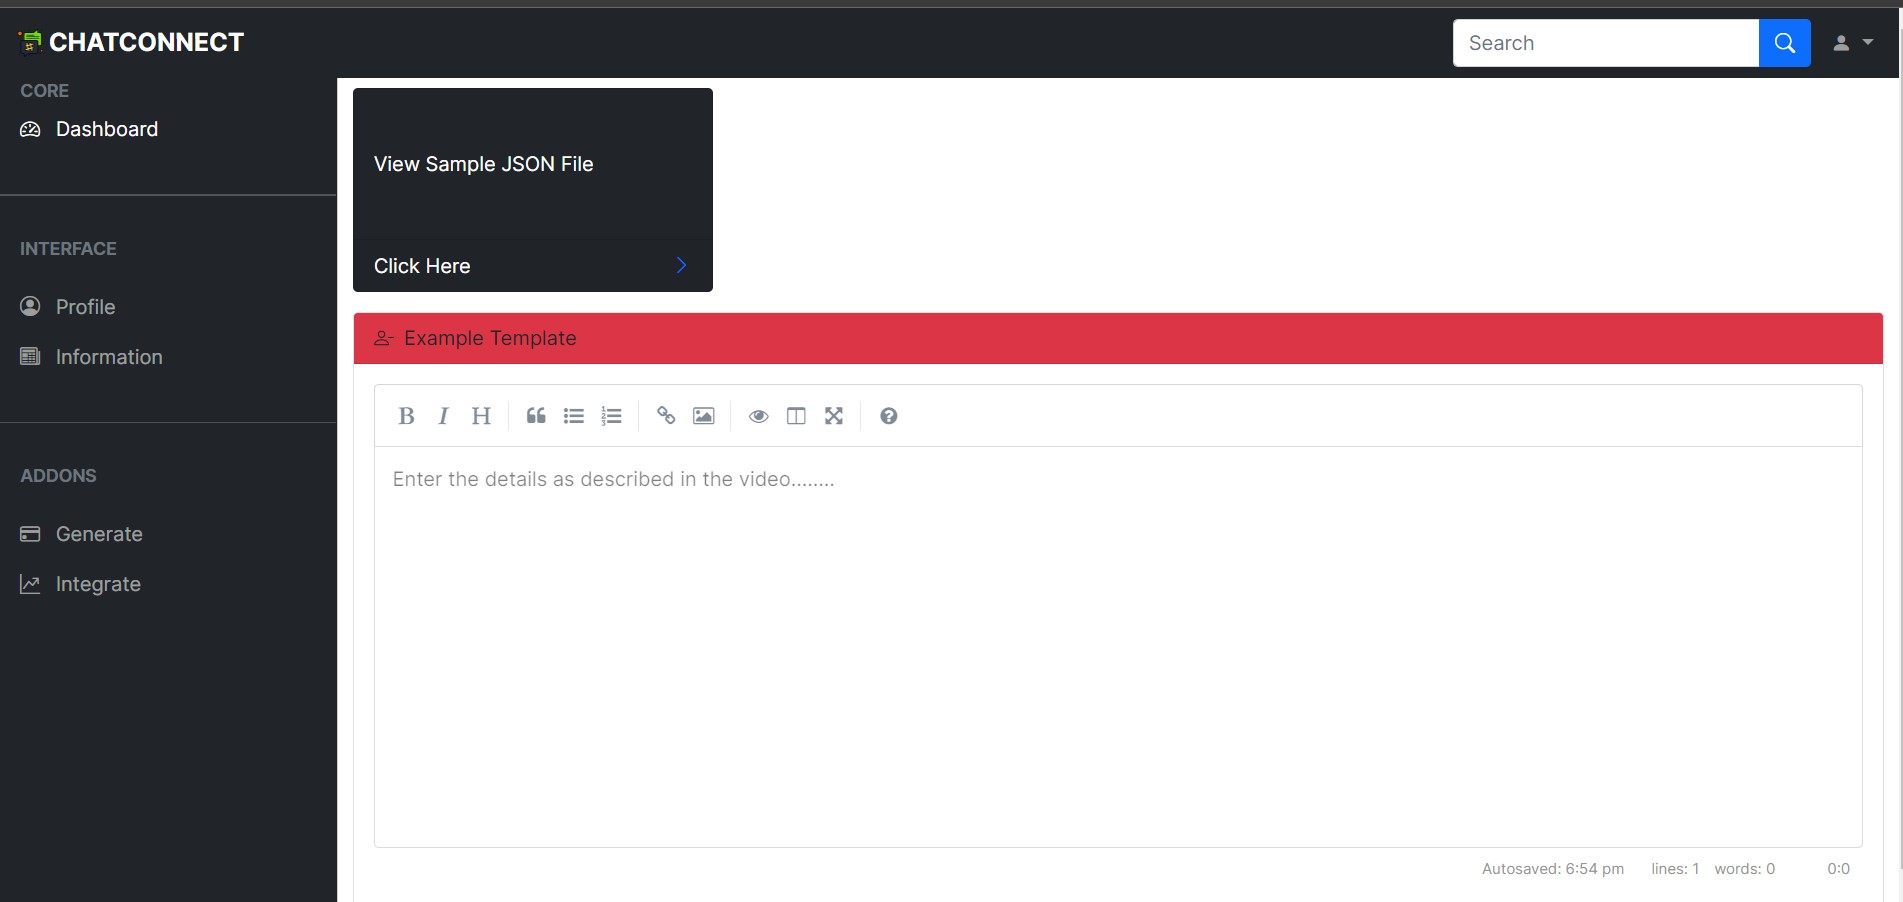 CHATCONNECT
Search
CORE
Dashboard
INTERFACE
Profile
Information
ADDONS
Generate
Integrate
View Sample JSON File
Click Here
Example Template
B I H
Enter the details as described in the video........
Autosaved: 6:54 pm lines: 1 words: 0 0:0